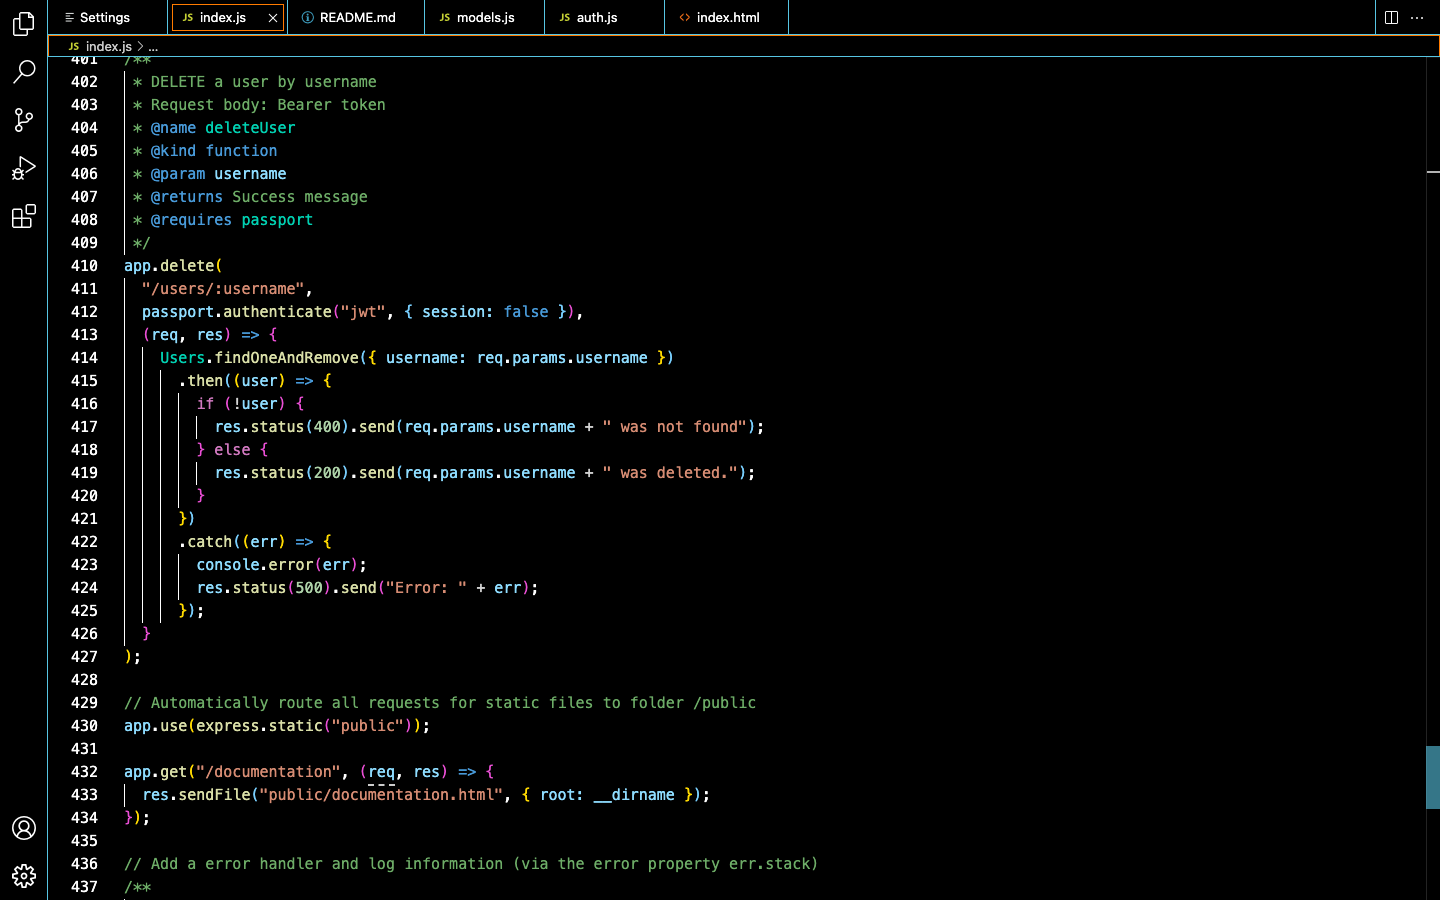 Settings
JS index.js
README.md
JS models.js
JS auth.js
<> index.html
JS index.js > ...
401 /**
402 * DELETE a user by username
403 * Request body: Bearer token
404 * @name deleteUser
405 * @kind function
406 * @param username
407 * @returns Success message
408 * @requires passport
409 */
410 app.delete(
411 "/users/:username",
412 passport.authenticate("jwt", { session: false }),
413 (req, res) => {
414 Users.findOneAndRemove({ username: req.params.username })
415 .then((user) => {
416 if (!user) {
417 res.status(400).send(req.params.username + " was not found");
418 } else {
419 res.status(200).send(req.params.username + " was deleted.");
420 }
421 })
422 .catch((err) => {
423 console.error(err);
424 res.status(500).send("Error: " + err);
425 });
426 }
427 );
428
429 // Automatically route all requests for static files to folder /public
430 app.use(express.static("public"));
431
432 app.get("/documentation", (req, res) => {
433 res.sendFile("public/documentation.html", { root: __dirname });
434 });
435
436 // Add a error handler and log information (via the error property err.stack)
437 /**